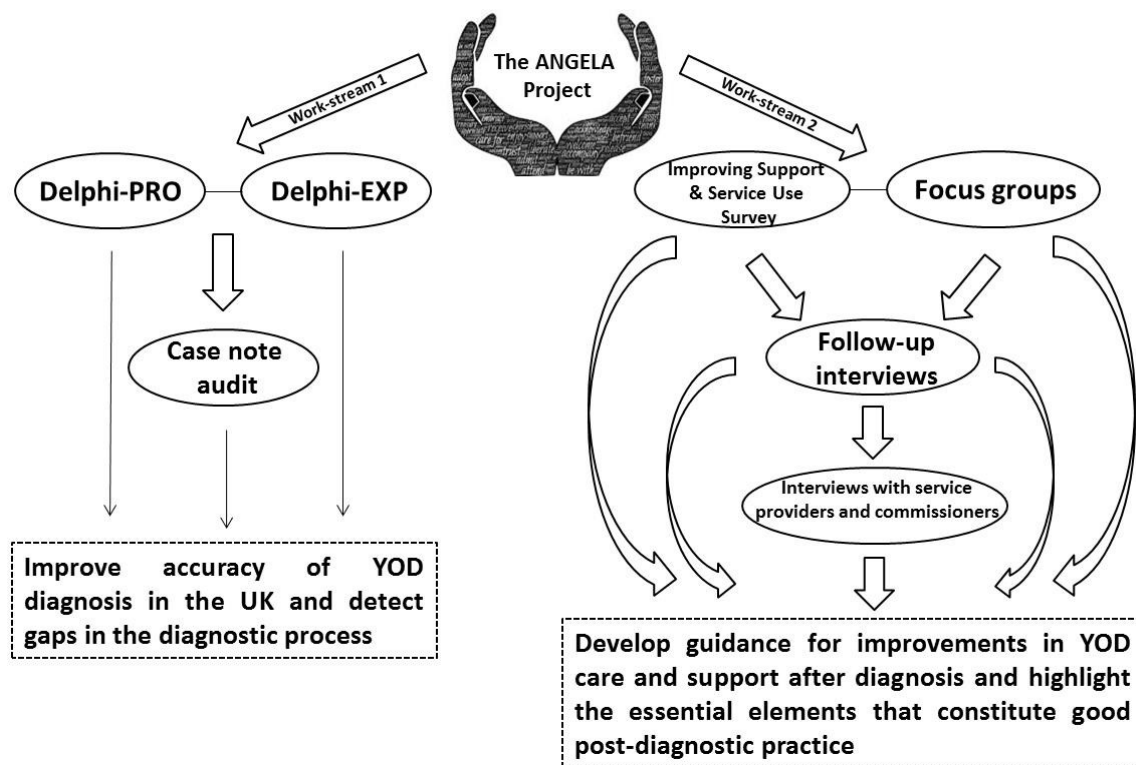 The ANGELA
Project
Work-stream 1
Work-stream 2
Delphi-PRO
Delphi-EXP
Case note
audit
Improve accuracy of YOD
diagnosis in the UK and detect
gaps in the diagnostic process
Improving Support
& Service Use
Survey
Focus groups
Follow-up
interviews
Interviews with service
providers and commissioners
Develop guidance for improvements in YOD
care and support after diagnosis and highlight
the essential elements that constitute good
post-diagnostic practice